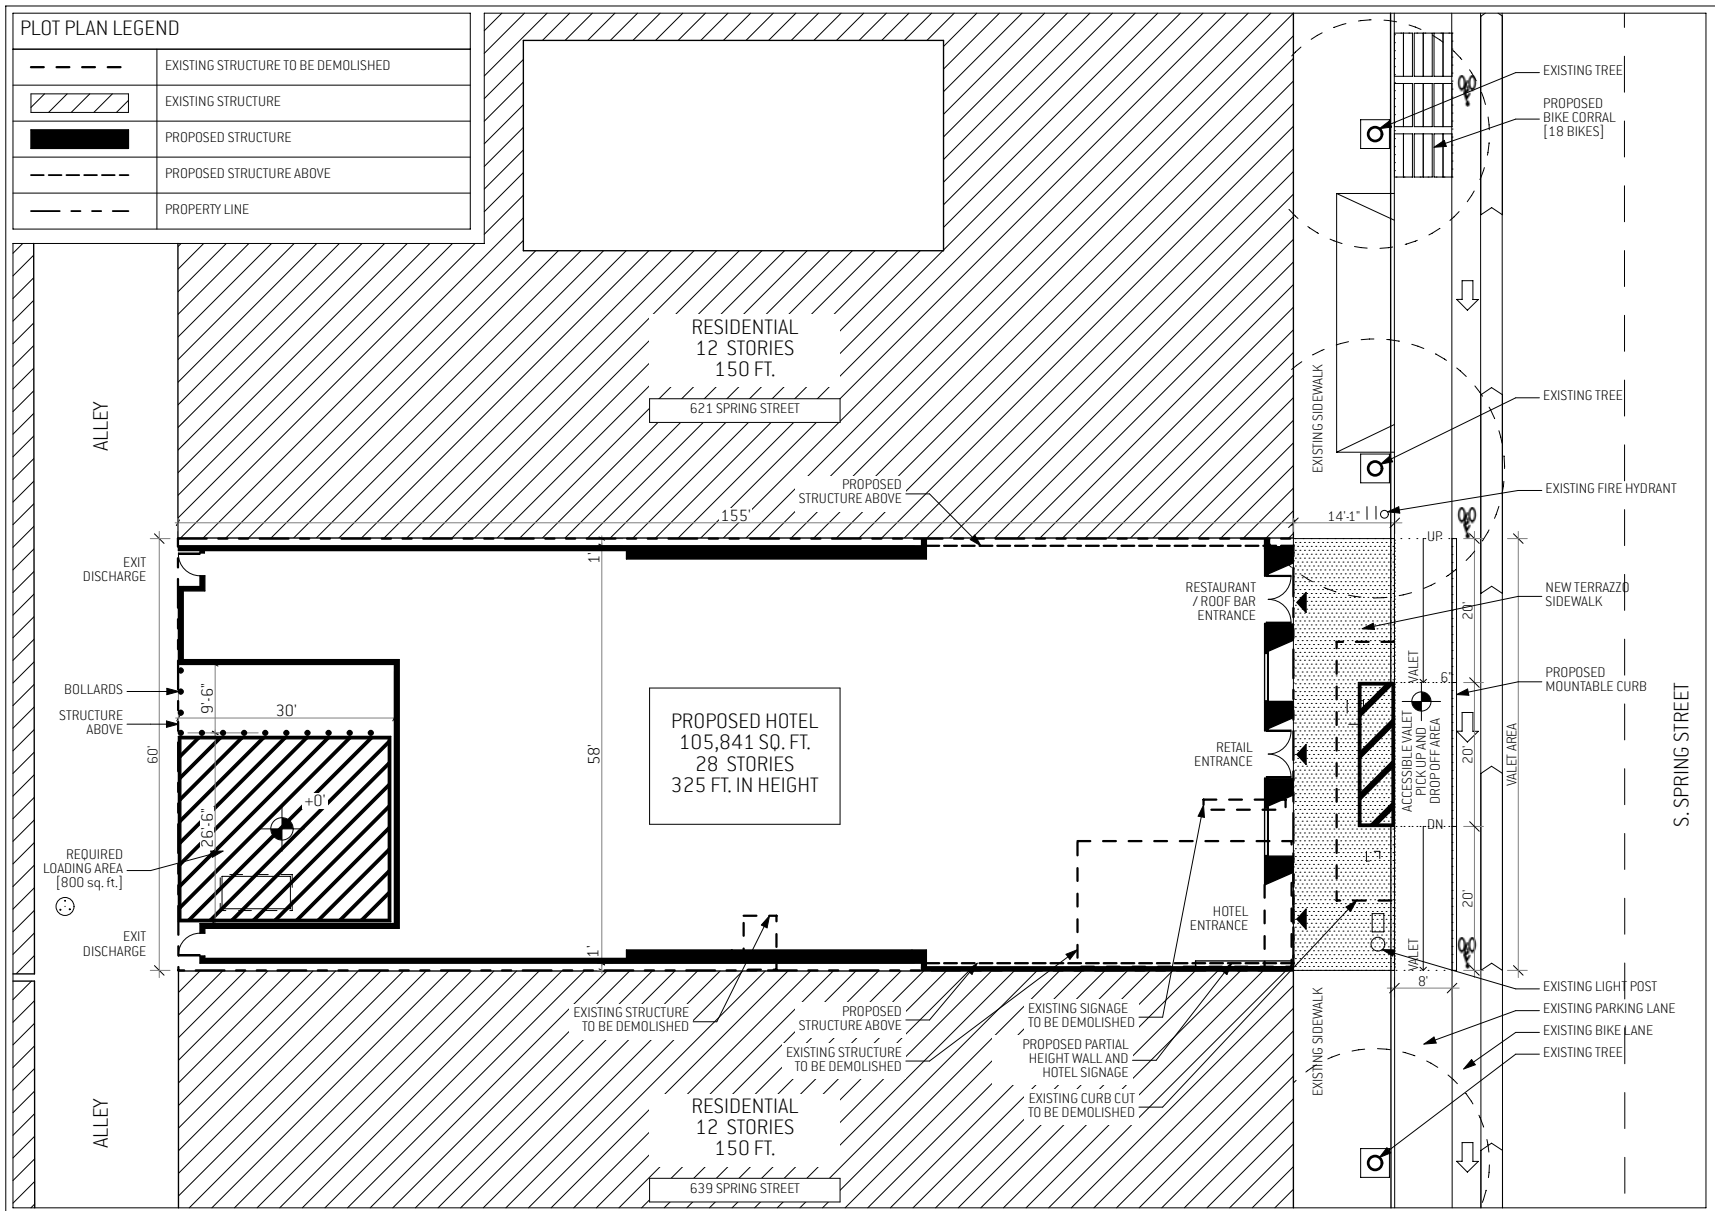 PLOT PLAN LEGEND
EXISTING STRUCTURE TO BE DEMOLISHED
EXISTING STRUCTURE
PROPOSED STRUCTURE
PROPOSED STRUCTURE ABOVE
PROPERTY LINE
EXISTING TREE
PROPOSED
BIKE CORRAL
[18 BIKES]
RESIDENTIAL
12 STORIES
150 FT.
621 SPRING STREET
ALLEY
EXISTING SIDEWALK
EXISTING TREE
PROPOSED
STRUCTURE ABOVE
EXISTING FIRE HYDRANT
155'
14'-1"
UP
1'
EXIT
DISCHARGE
RESTAURANT
/ ROOF BAR
ENTRANCE
NEW TERRAZZO
SIDEWALK
20'
VALET
6'
PROPOSED
MOUNTABLE CURB
BOLLARDS
STRUCTURE
ABOVE
9'-6"
30'
60'
58'
PROPOSED HOTEL
105,841 SQ. FT.
28 STORIES
325 FT. IN HEIGHT
RETAIL
ENTRANCE
ACCESSIBLE VALET
PICK UP AND
DROP OFF AREA
20'
VALET AREA
S. SPRING STREET
+0'
26'-6"
DN
REQUIRED
LOADING AREA
[800 sq. ft.]
HOTEL
ENTRANCE
20'
EXIT
DISCHARGE
1'
VALET
8'
EXISTING STRUCTURE
TO BE DEMOLISHED
PROPOSED
STRUCTURE ABOVE
EXISTING STRUCTURE
TO BE DEMOLISHED
EXISTING SIGNAGE
TO BE DEMOLISHED
PROPOSED PARTIAL
HEIGHT WALL AND
HOTEL SIGNAGE
EXISTING CURB CUT
TO BE DEMOLISHED
EXISTING SIDEWALK
EXISTING LIGHT POST
EXISTING PARKING LANE
EXISTING BIKE LANE
EXISTING TREE
ALLEY
RESIDENTIAL
12 STORIES
150 FT.
639 SPRING STREET